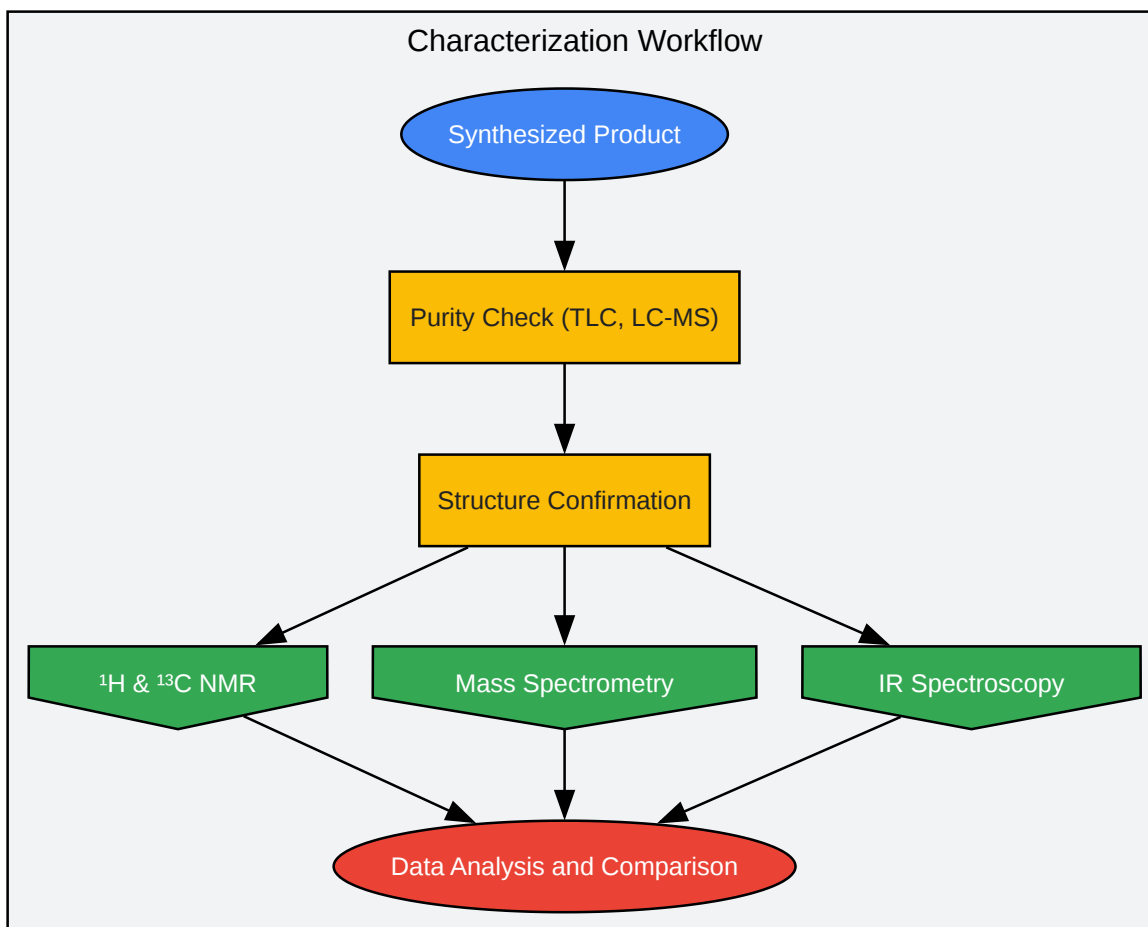 Characterization Workflow
Synthesized Product
Purity Check (TLC, LC-MS)
Structure Confirmation
¹H & ¹³C NMR
Mass Spectrometry
IR Spectroscopy
Data Analysis and Comparison